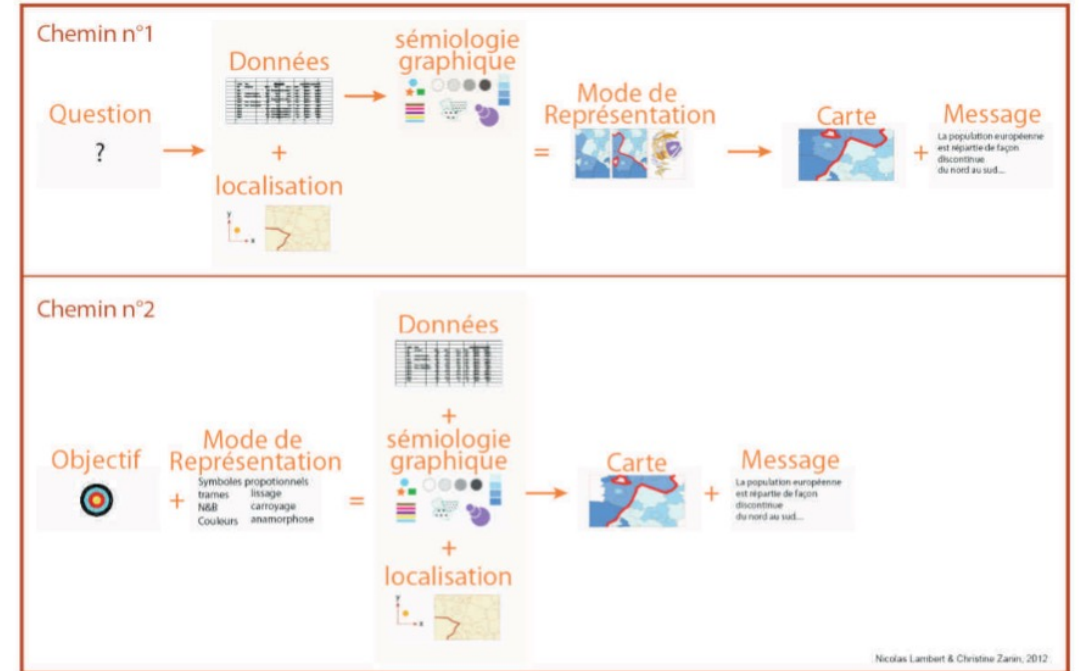 Chemin n°1
Question
?
Données
+
localisation
y
x
sémiologie
graphique
=
Mode de
Représentation
Carte
+
Message
La population européenne
est répartie de façon
discontinue
du nord au sud...
Chemin n°2
Objectif
+
Mode de
Représentation
Symboles propotionnels
trames lissage
N&B carroyage
Couleurs anamorphose
=
Données
+
sémiologie
graphique
+
localisation
y
x
Carte
+
Message
La population européenne
est répartie de façon
discontinue
du nord au sud...
Nicolas Lambert & Christine Zanin, 2012